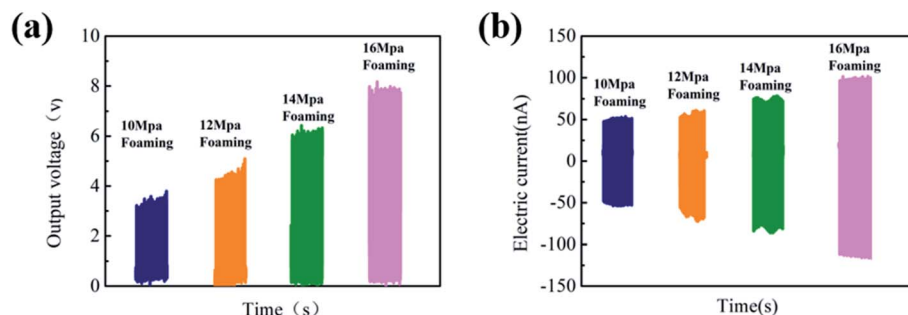 (a)
Output voltage（v）
10
8
6
4
2
0
10Mpa
Foaming
12Mpa
Foaming
14Mpa
Foaming
16Mpa
Foaming
Time（s）
(b)
Electric current(nA)
150
100
50
0
-50
-100
-150
10Mpa
Foaming
12Mpa
Foaming
14Mpa
Foaming
16Mpa
Foaming
Time(s)